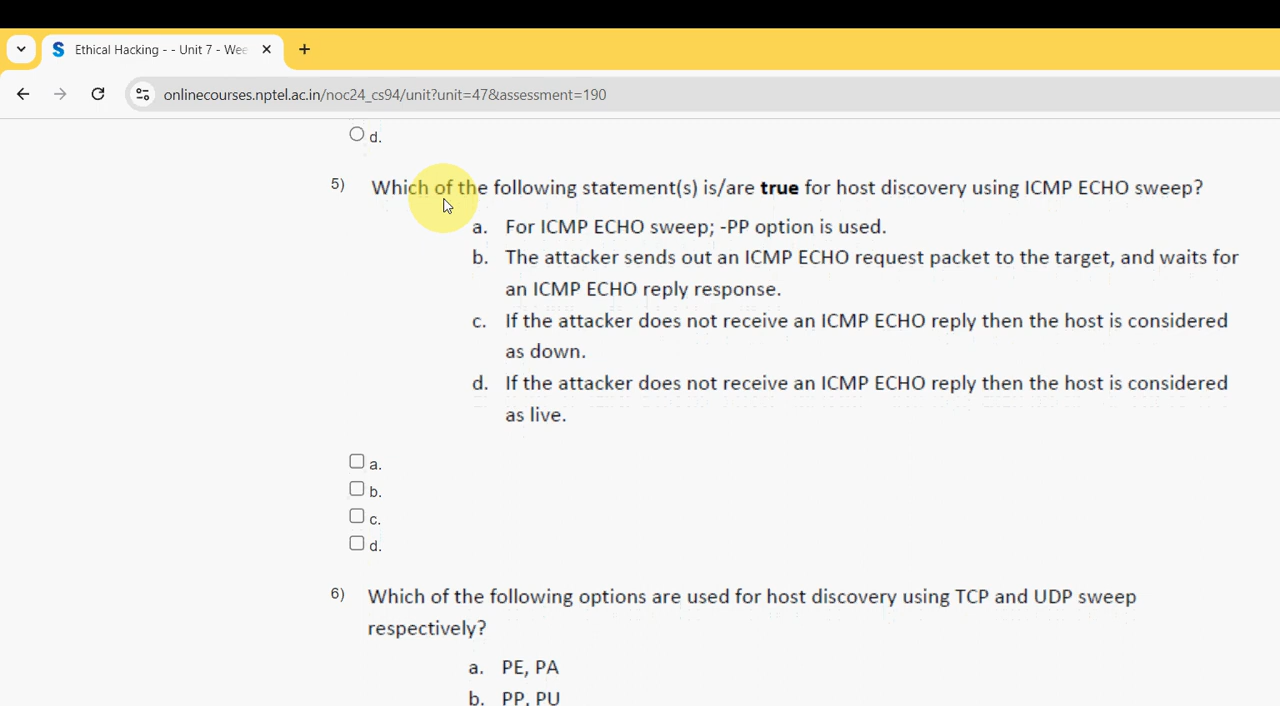 Ethical Hacking - - Unit 7 - Wee
onlinecourses.nptel.ac.in/noc24_cs94/unit?unit=47&assessment=190
d.
5) Which of the following statement(s) is/are true for host discovery using ICMP ECHO sweep?
a. For ICMP ECHO sweep; -PP option is used.
b. The attacker sends out an ICMP ECHO request packet to the target, and waits for
an ICMP ECHO reply response.
c. If the attacker does not receive an ICMP ECHO reply then the host is considered
as down.
d. If the attacker does not receive an ICMP ECHO reply then the host is considered
as live.
a.
b.
c.
d.
6) Which of the following options are used for host discovery using TCP and UDP sweep
respectively?
a. PE, PA
b. PP, PU